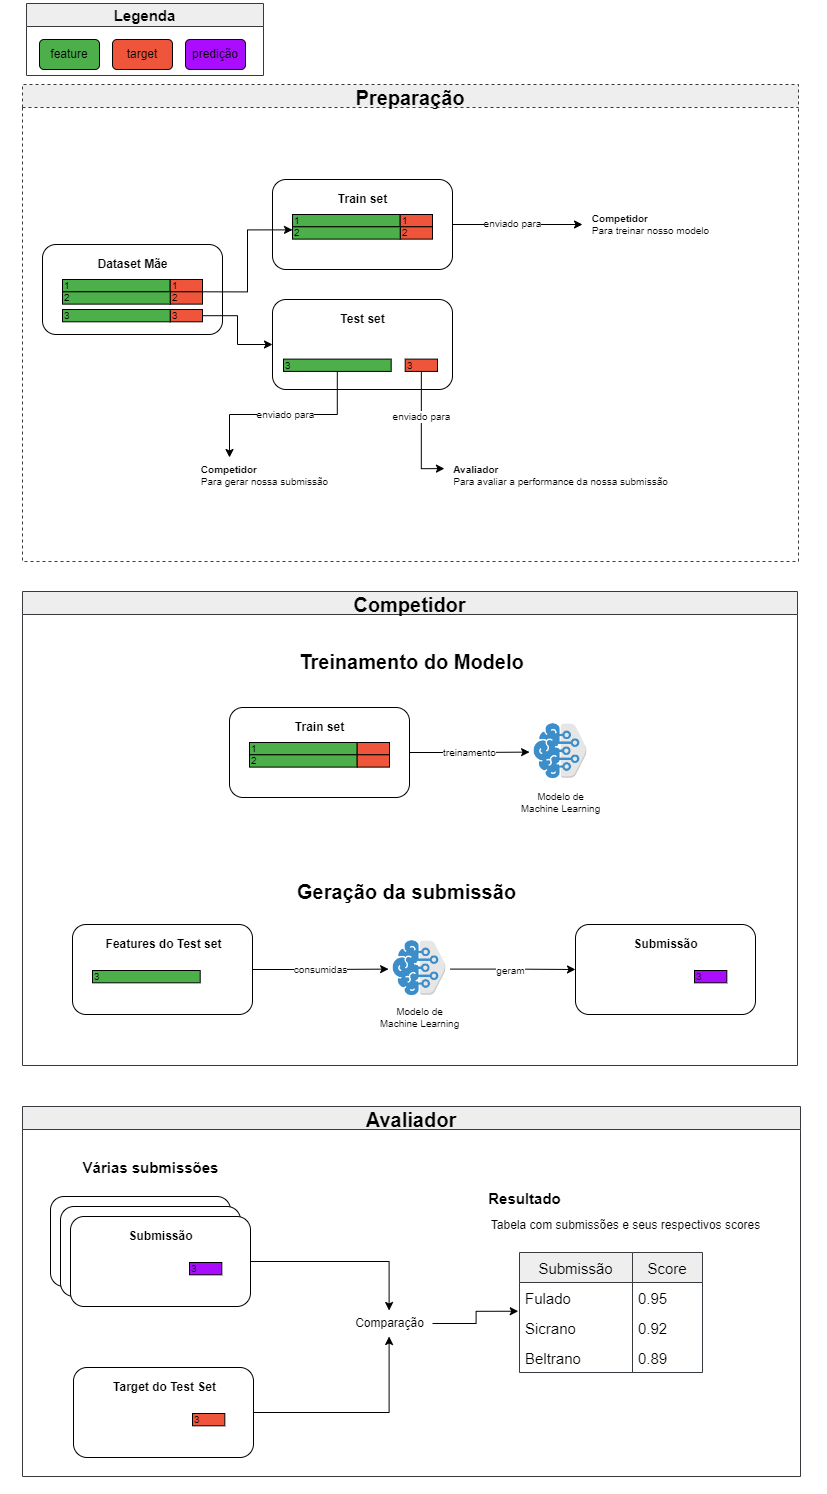 Legenda
feature
target
predição
Preparação
Train set
1 1
2 2
enviado para
Competidor
Para treinar nosso modelo
Dataset Mãe
1 1
2 2
3 3
Test set
3 3
enviado para
enviado para
Competidor
Para gerar nossa submissão
Avaliador
Para avaliar a performance da nossa submissão
Competidor
Treinamento do Modelo
Train set
1
2
treinamento
Modelo de
Machine Learning
Geração da submissão
Features do Test set
3
consumidas
Modelo de
Machine Learning
geram
Submissão
3
Avaliador
Várias submissões
Submissão
3
Comparação
Target do Test Set
3
Resultado
Tabela com submissões e seus respectivos scores
Submissão Score
Fulado 0.95
Sicrano 0.92
Beltrano 0.89